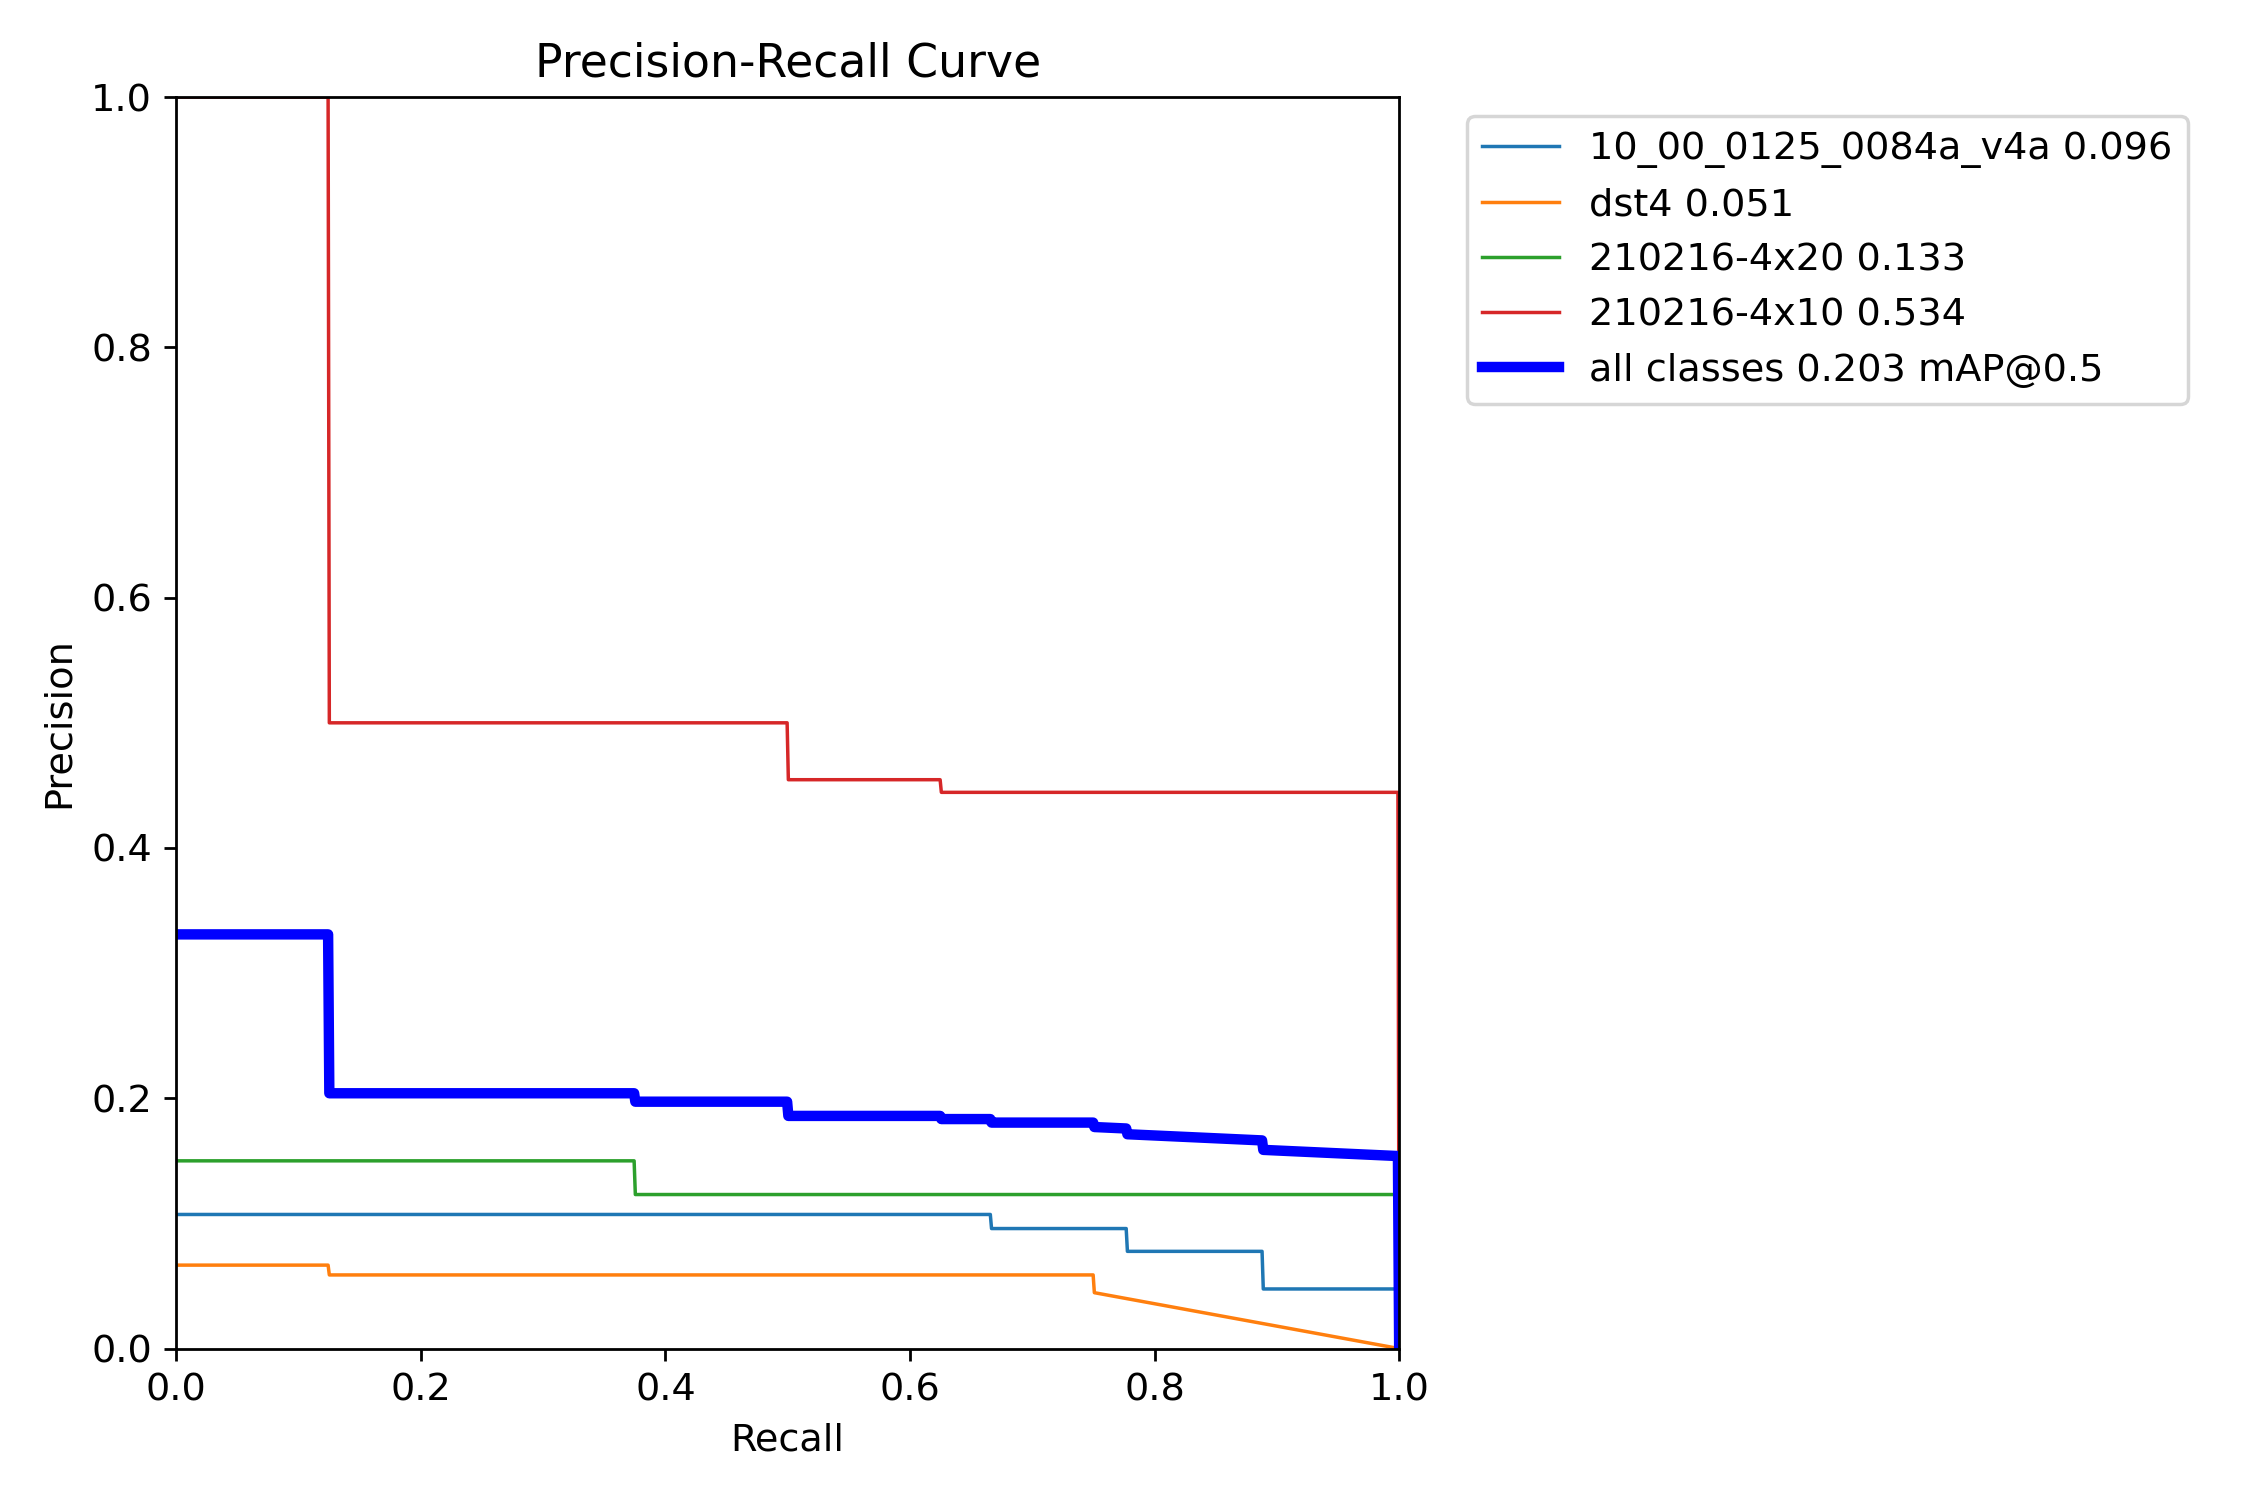 Precision-Recall Curve
1.0
0.8
0.6
0.4
0.2
0.0
Precision
0.0 0.2 0.4 0.6 0.8 1.0
Recall
10_00_0125_0084a_v4a 0.096
dst4 0.051
210216-4x20 0.133
210216-4x10 0.534
all classes 0.203 mAP@0.5